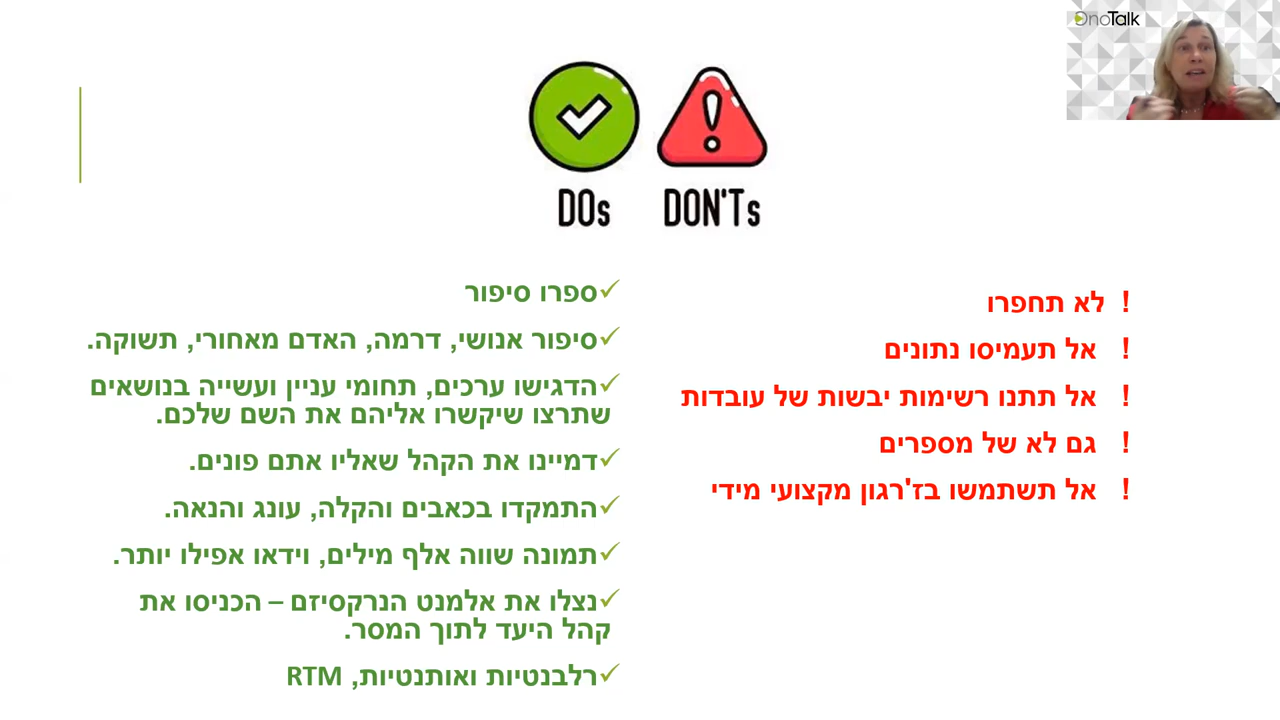 OnoTalk
DOs
DON'Ts
! לא תחפרו
! אל תעמיסו נתונים
! אל תתנו רשימות יבשות של עובדות
! גם לא של מספרים
! אל תשתמשו בז'רגון מקצועי מידי
✓ספרו סיפור
✓סיפור אנושי, דרמה, האדם מאחורי, תשוקה.
✓הדגישו ערכים, תחומי עניין ועשייה בנושאים
שתרצו שיקשרו אליהם את השם שלכם.
✓דמיינו את הקהל שאליו אתם פונים.
✓התמקדו בכאבים והקלה, עונג והנאה.
✓תמונה שווה אלף מילים, וידאו אפילו יותר.
✓נצלו את אלמנט הנרקסיזם – הכניסו את
קהל היעד לתוך המסר.
✓רלבנטיות ואותנטיות, RTM